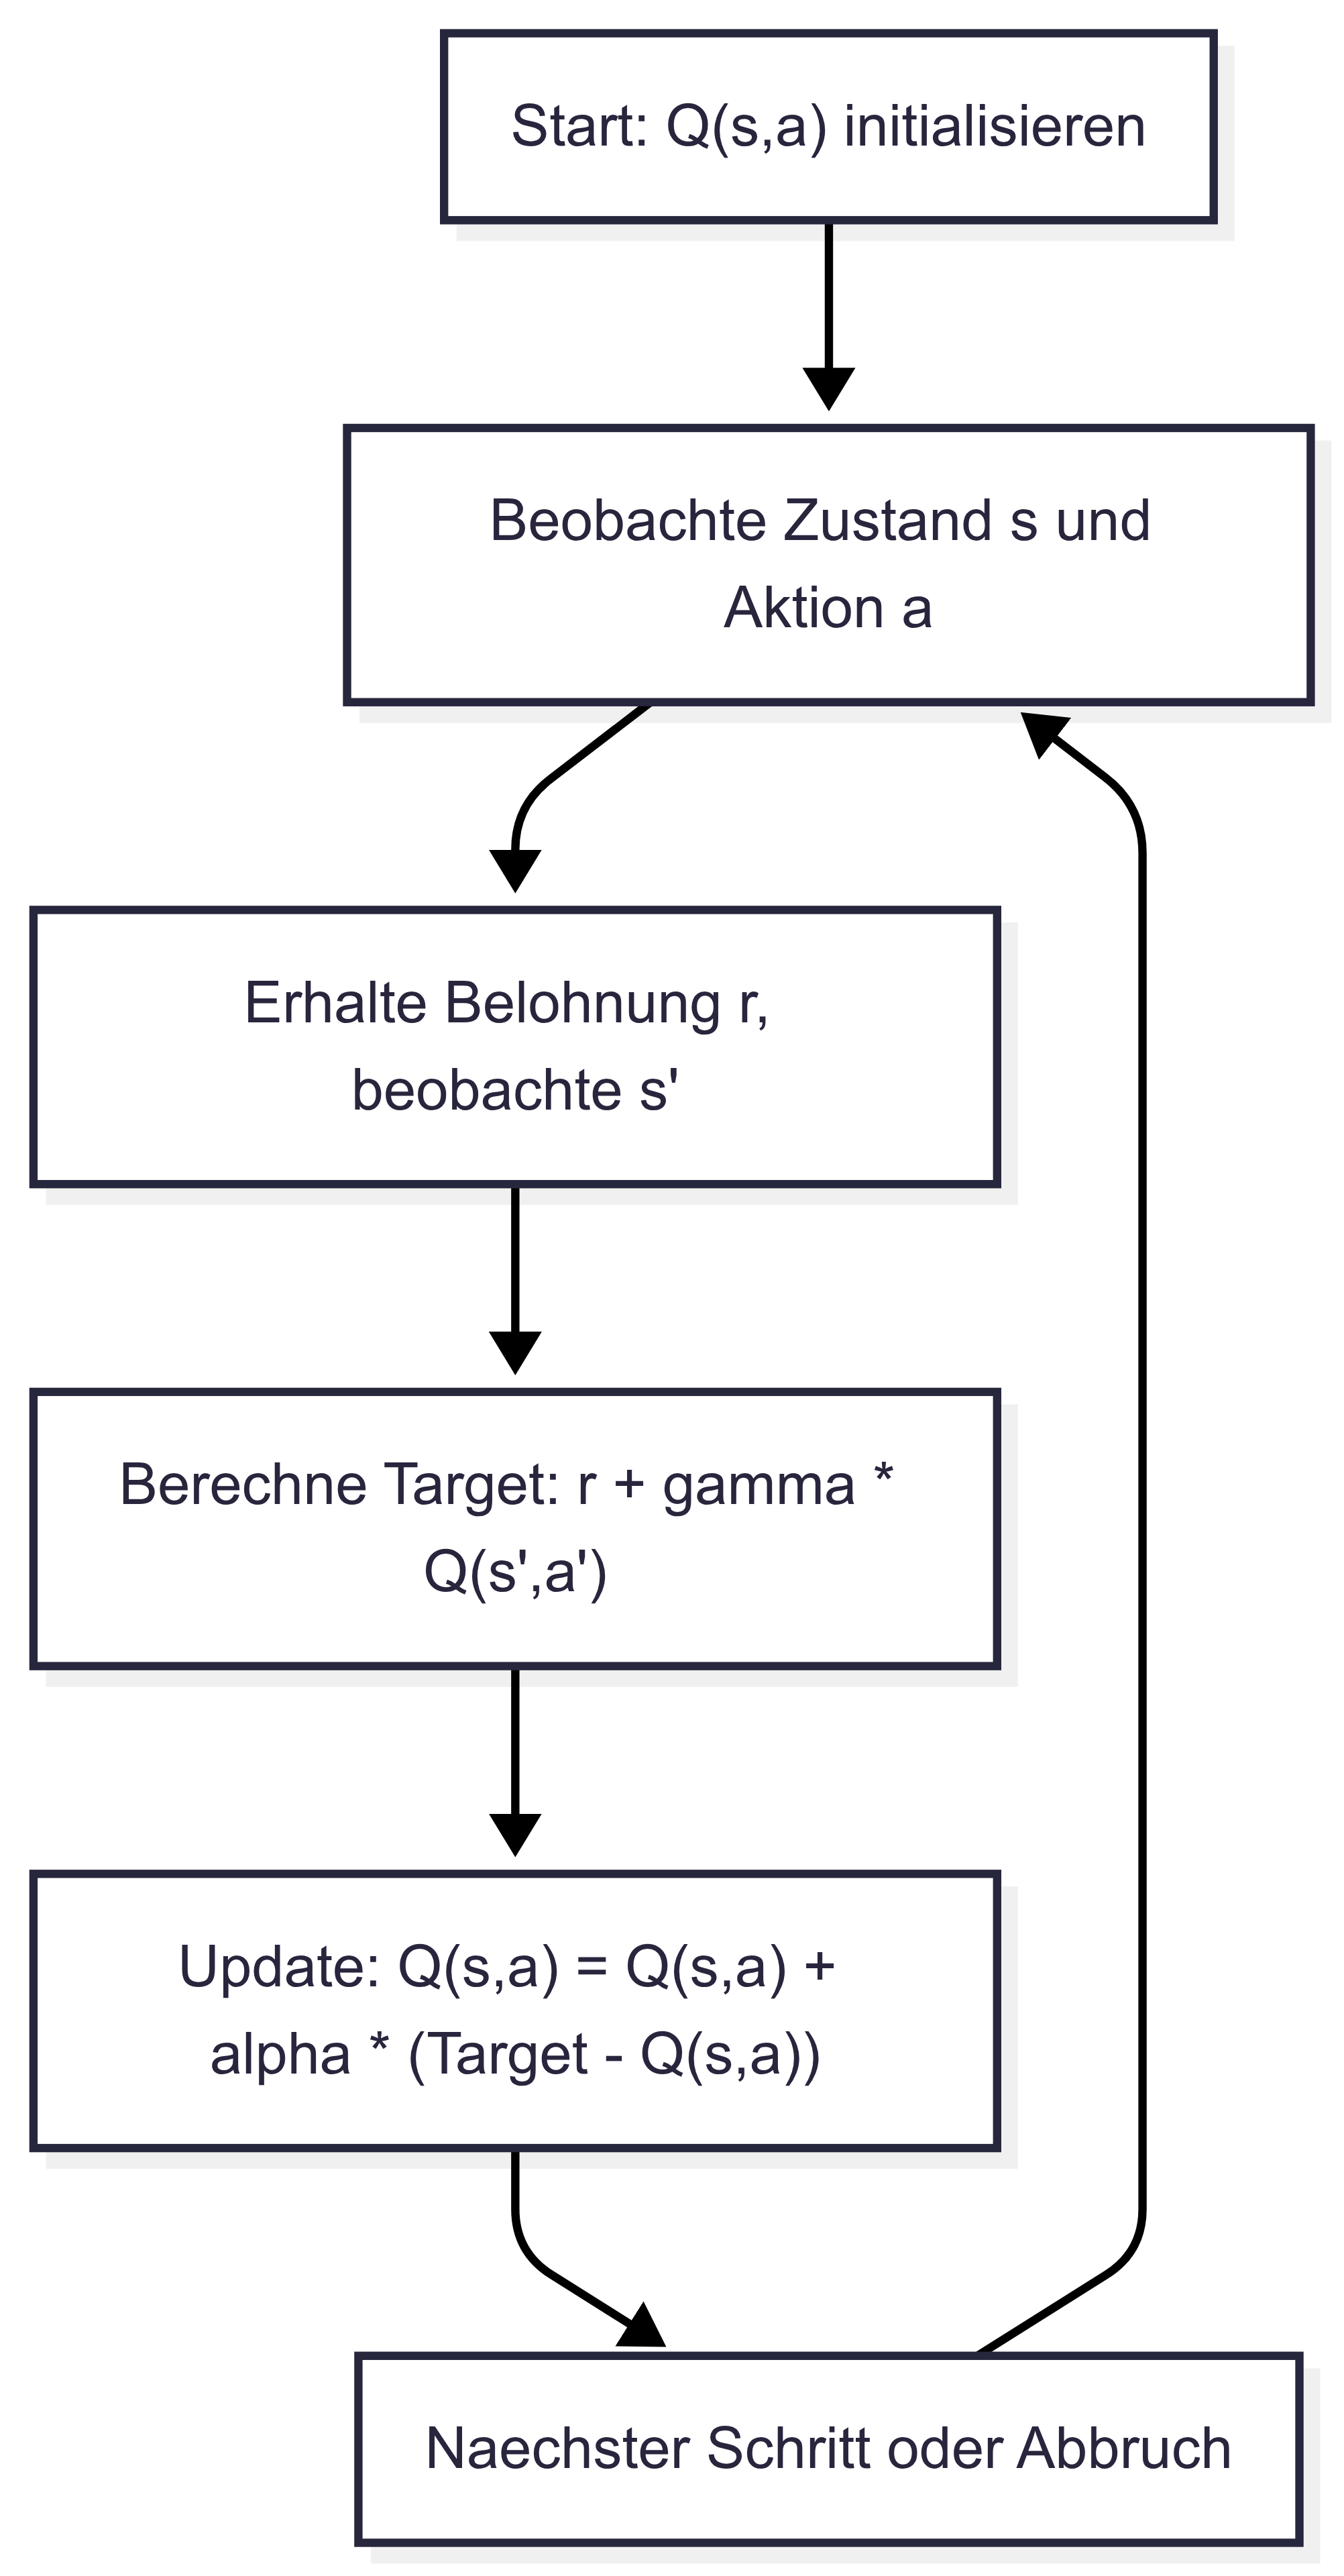 Start: Q(s,a) initialisieren
Beobachte Zustand s und
Aktion a
Erhalte Belohnung r,
beobachte s'
Berechne Target: r + gamma *
Q(s',a')
Update: Q(s,a) = Q(s,a) +
alpha * (Target - Q(s,a))
Naechster Schritt oder Abbruch